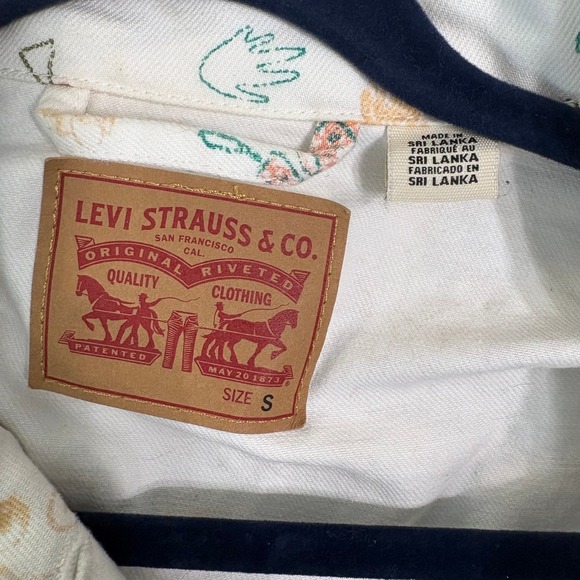 LEVI STRAUSS & CO.
SAN FRANCISCO
CAL.
ORIGINAL RIVETED
QUALITY CLOTHING
PATENTED MAY 20 1873
SIZE S
MADE IN
SRI LANKA
FABRIQUÉ AU
SRI LANKA
FABRICADO EN
SRI LANKA